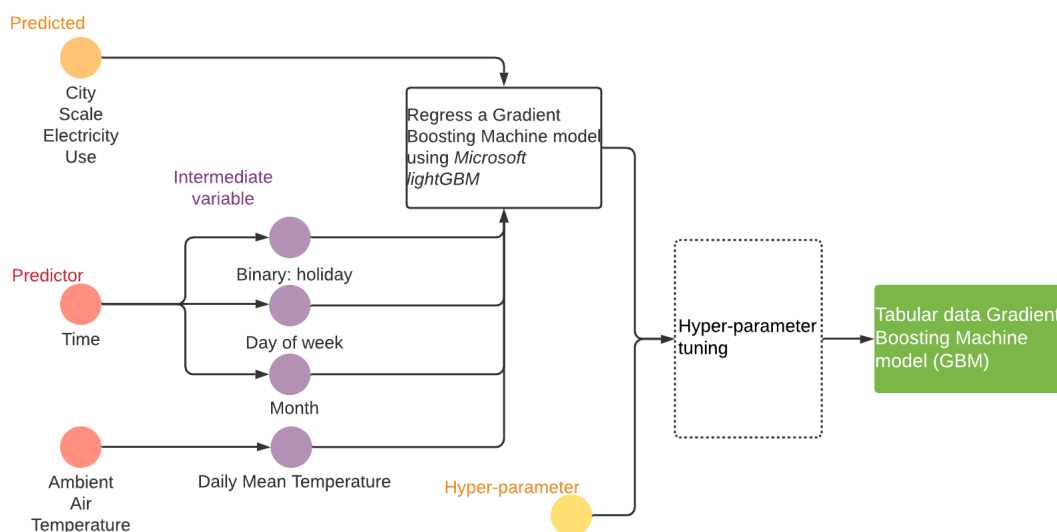 Predicted
City
Scale
Electricity
Use
Regress a Gradient
Boosting Machine model
using Microsoft
lightGBM
Intermediate
variable
Binary: holiday
Predictor
Time
Day of week
Month
Hyper-parameter
tuning
Tabular data Gradient
Boosting Machine
model (GBM)
Ambient
Air
Temperature
Daily Mean Temperature
Hyper-parameter